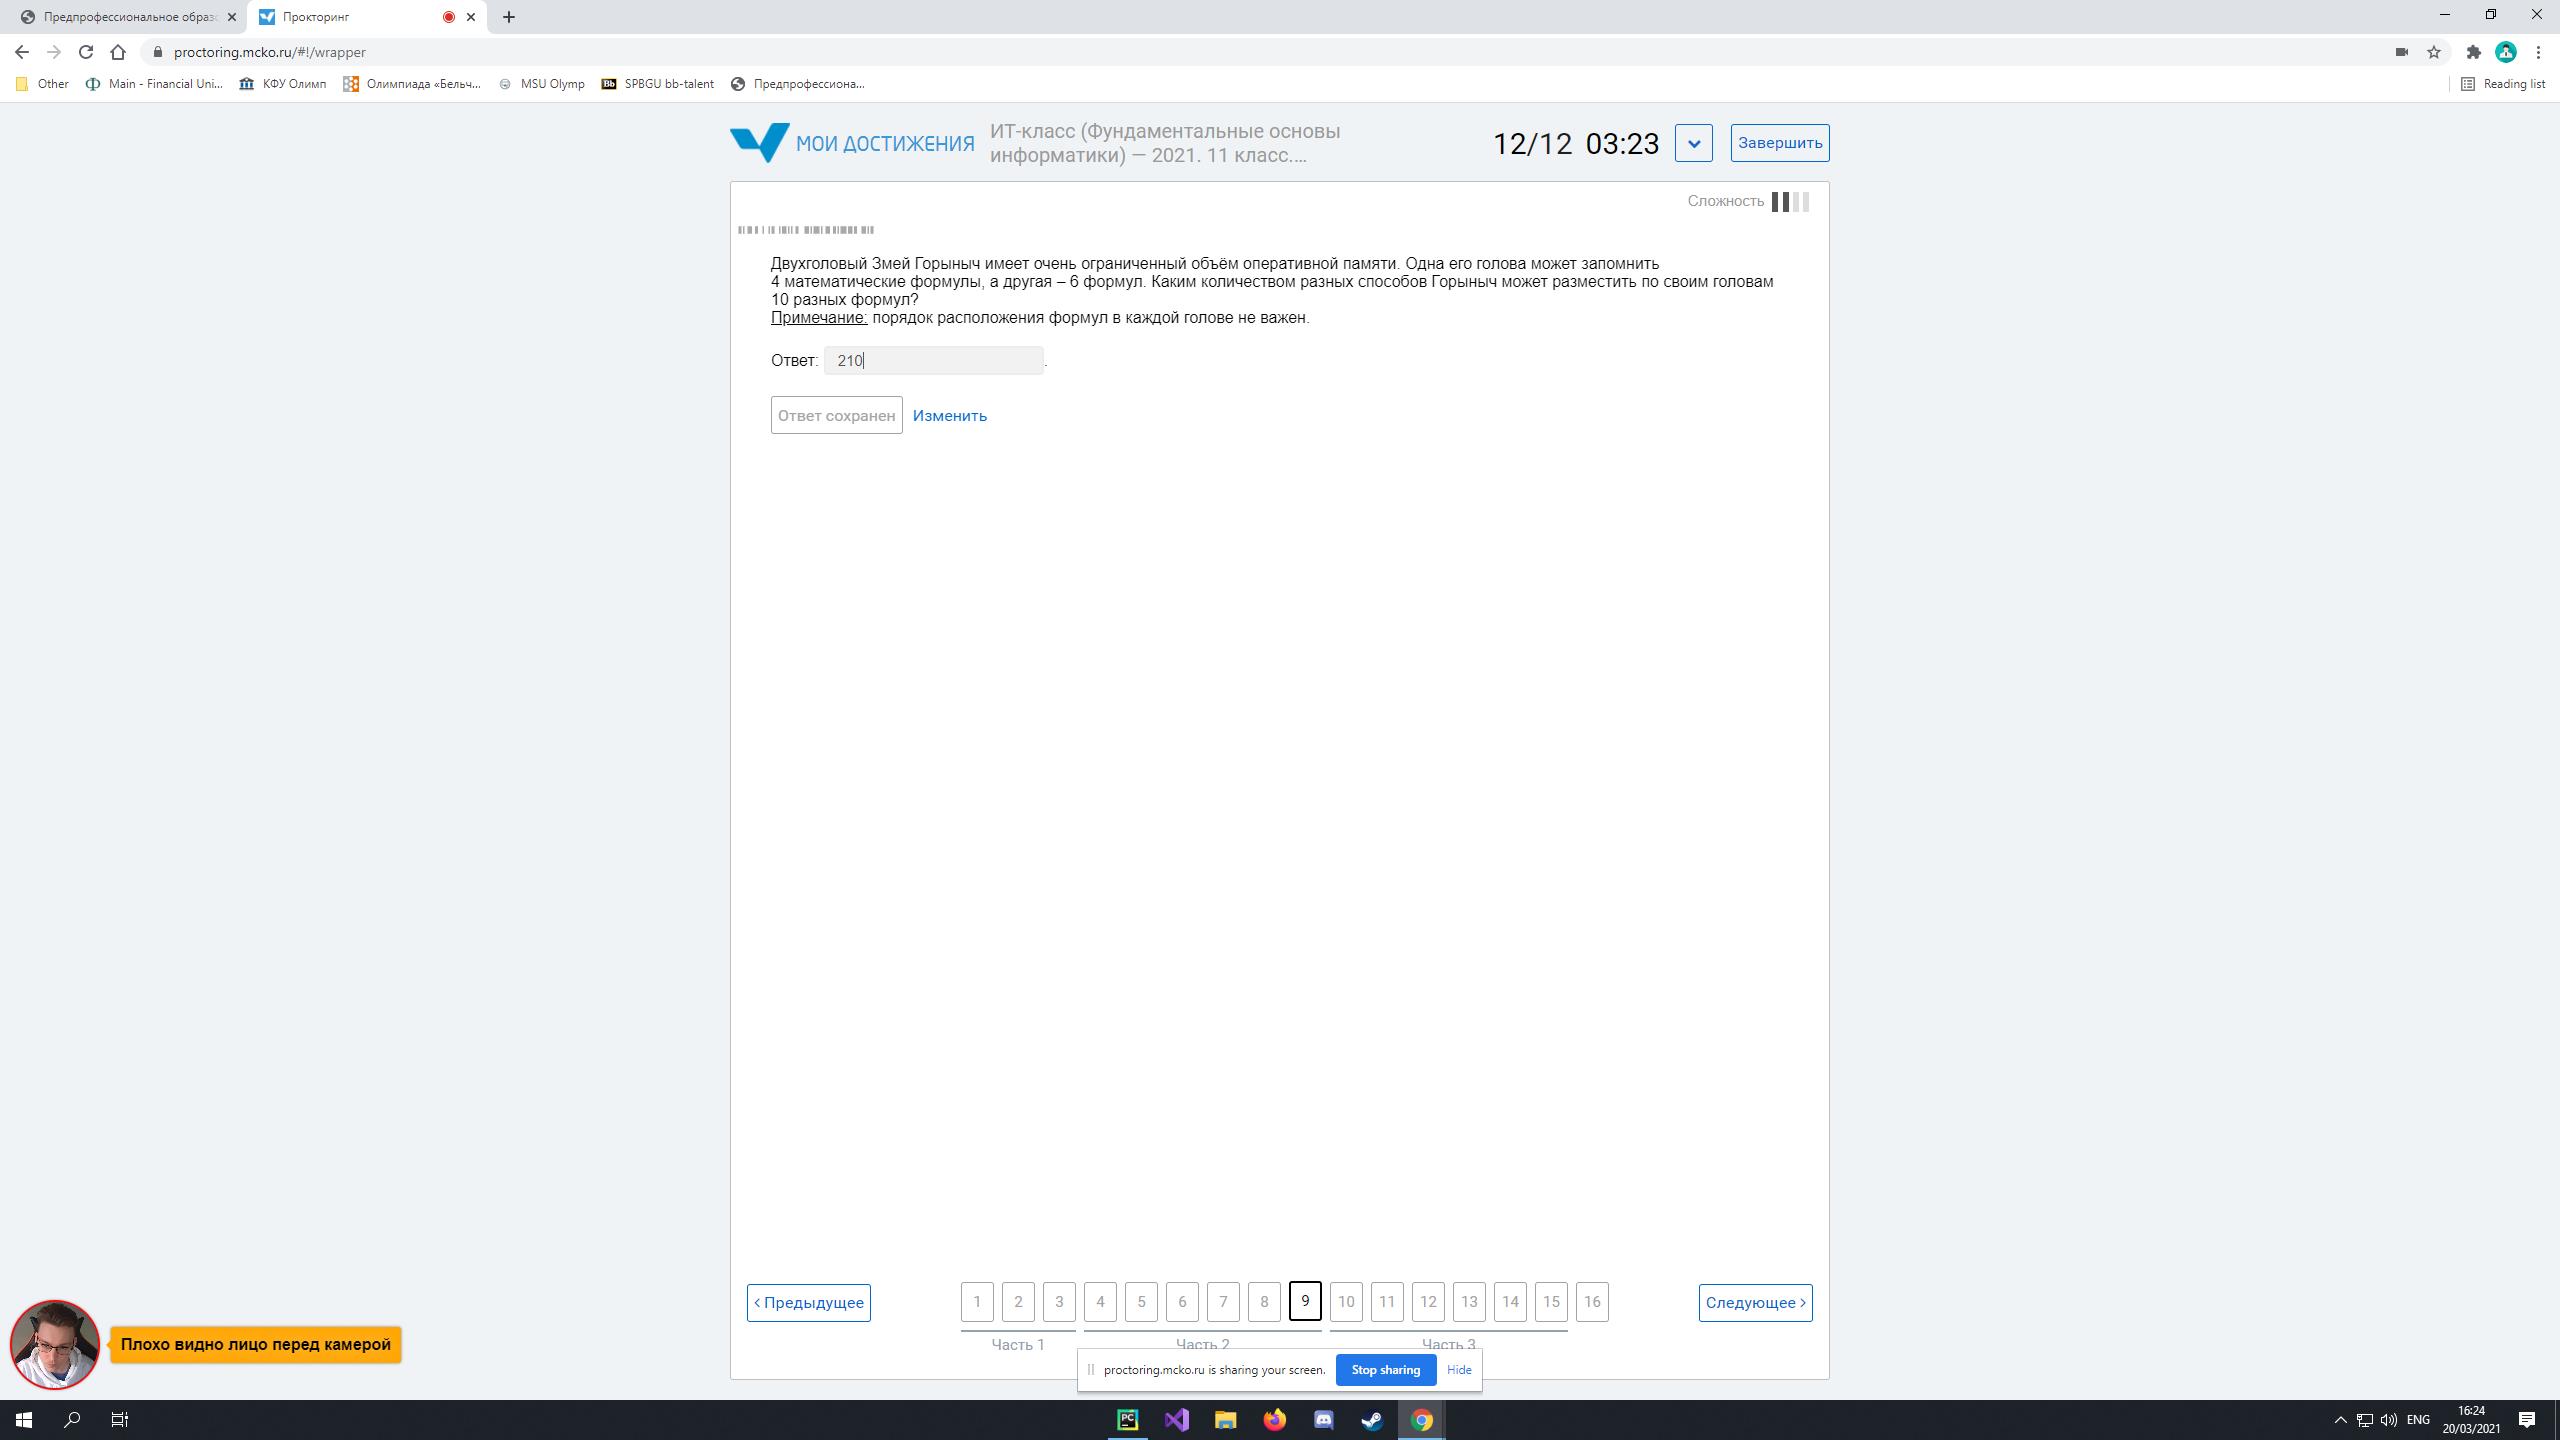 Предпрофессиональное образо
Прокторинг
proctoring.mcko.ru/#!/wrapper
Other
Main - Financial Uni...
КФУ Олимп
Олимпиада «Бельч...
MSU Olymp
Bb
SPBGU bb-talent
Предпрофессиона...
Reading list
МОИ ДОСТИЖЕНИЯ
ИТ-класс (Фундаментальные основы
информатики) — 2021. 11 класс....
12/12 03:23
Завершить
Сложность
Двухголовый Змей Горыныч имеет очень ограниченный объём оперативной памяти. Одна его голова может запомнить
4 математические формулы, а другая – 6 формул. Каким количеством разных способов Горыныч может разместить по своим головам
10 разных формул?
Примечание: порядок расположения формул в каждой голове не важен.
Ответ: 210.
Ответ сохранен
Изменить
Предыдущее
1 2 3 4 5 6 7 8 9 10 11 12 13 14 15 16
Следующее
Часть 1
Часть 2
Часть 3
Плохо видно лицо перед камерой
proctoring.mcko.ru is sharing your screen.
Stop sharing
Hide
PC
ENG
16:24
20/03/2021